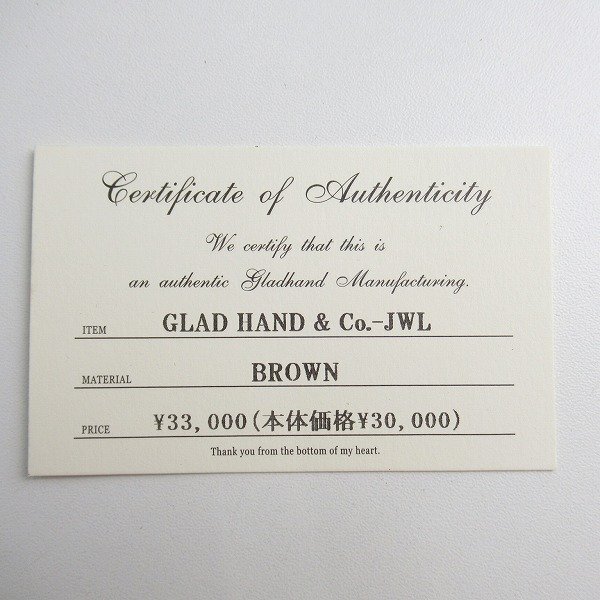 Certificate of Authenticity
We certify that this is
an authentic Gladhand Manufacturing.
ITEM GLAD HAND & Co.-JWL
MATERIAL BROWN
PRICE ¥33,000(本体価格¥30,000)
Thank you from the bottom of my heart.